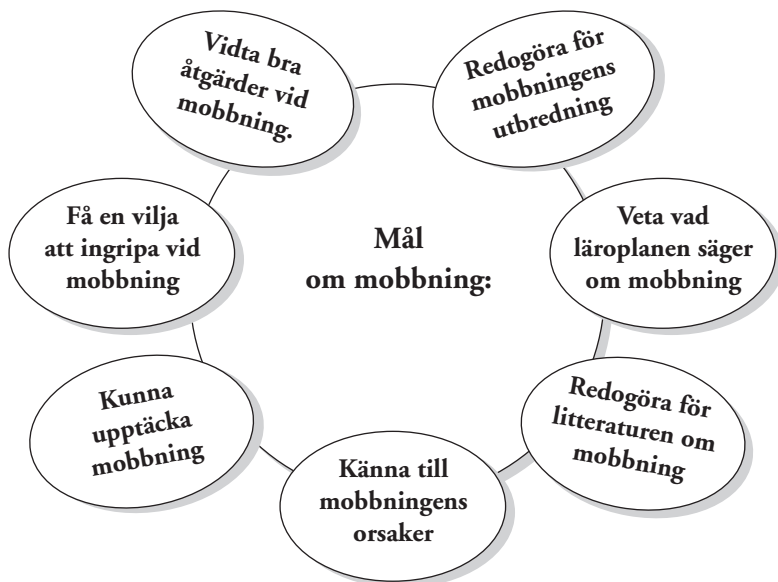 Mål
om mobbning:
Redogöra för
mobbningens
utbredning
Veta vad
läroplanen säger
om mobbning
Redogöra för
litteraturen om
mobbning
Känna till
mobbningens
orsaker
Kunna
upptäcka
mobbning
Få en vilja
att ingripa vid
mobbning
Vidta bra
åtgärder vid
mobbning.